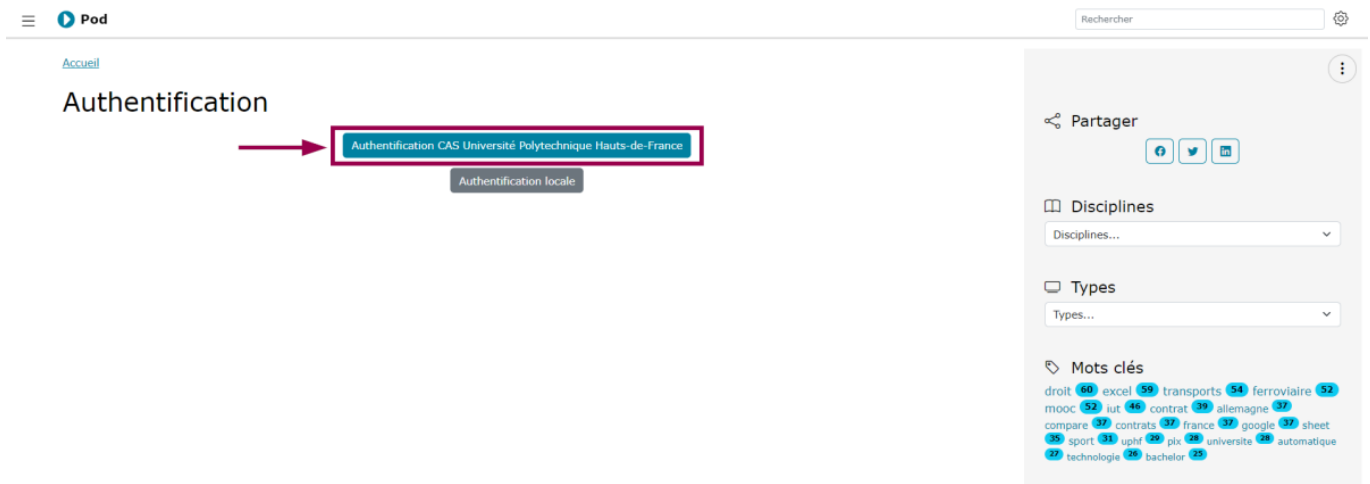 Pod
Rechercher
Accueil
Authentification
Authentification CAS Université Polytechnique Hauts-de-France
Authentification locale
Partager
Disciplines
Disciplines...
Types
Types...
Mots clés
droit 60 excel 59 transports 54 ferroviaire 52
mooc 52 iut 46 contrat 39 allemagne 37
compare 37 contrats 37 france 37 google 37 sheet
35 sport 31 uphf 29 pix 28 universite 28 automatique
27 technologie 26 bachelor 25